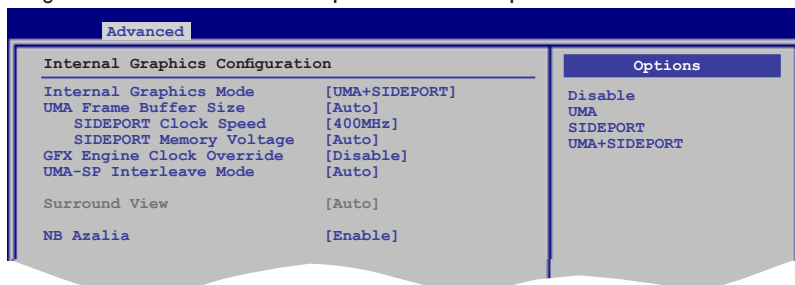 Advanced
Internal Graphics Configuration
Internal Graphics Mode [UMA+SIDEPORT]
UMA Frame Buffer Size [Auto]
SIDEPORT Clock Speed [400MHz]
SIDEPORT Memory Voltage [Auto]
GFX Engine Clock Override [Disable]
UMA-SP Interleave Mode [Auto]
Surround View [Auto]
NB Azalia [Enable]
Options
Disable
UMA
SIDEPORT
UMA+SIDEPORT